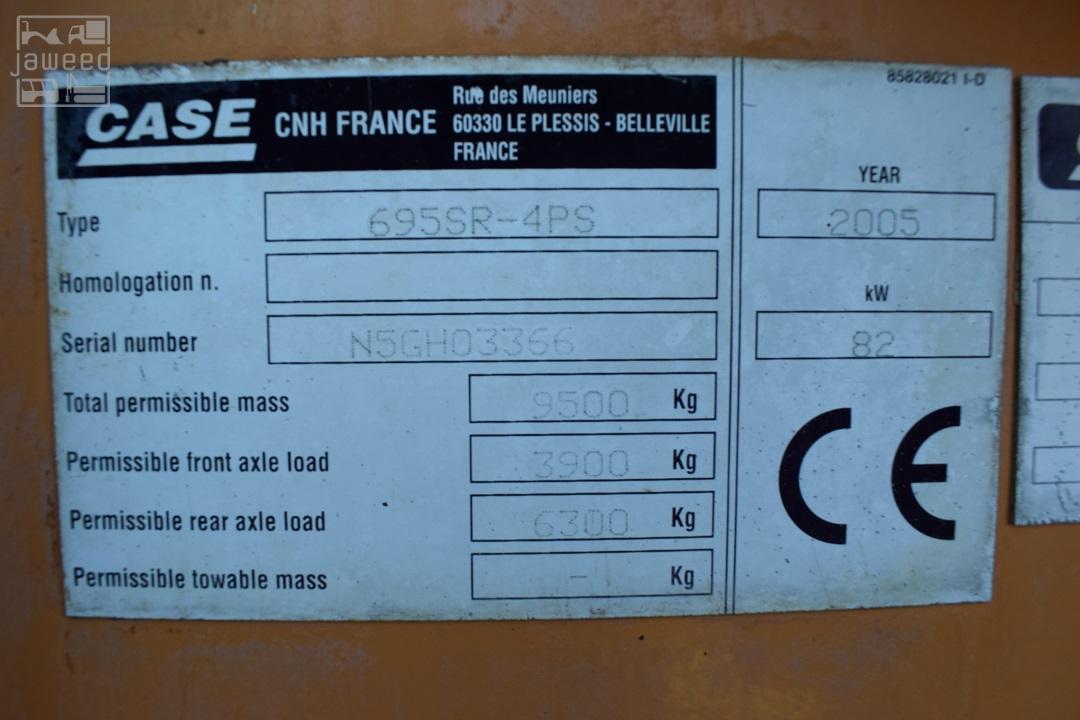 jaweed
CASE CNH FRANCE
Rue des Meuniers
60330 LE PLESSIS - BELLEVILLE
FRANCE
85828021 I-D
Type 695SR-4PS
YEAR
2005
Homologation n.
kW
82
Serial number N5GH03366
Total permissible mass 9500 Kg
Permissible front axle load 3900 Kg
Permissible rear axle load 6300 Kg
Permissible towable mass - Kg
CE